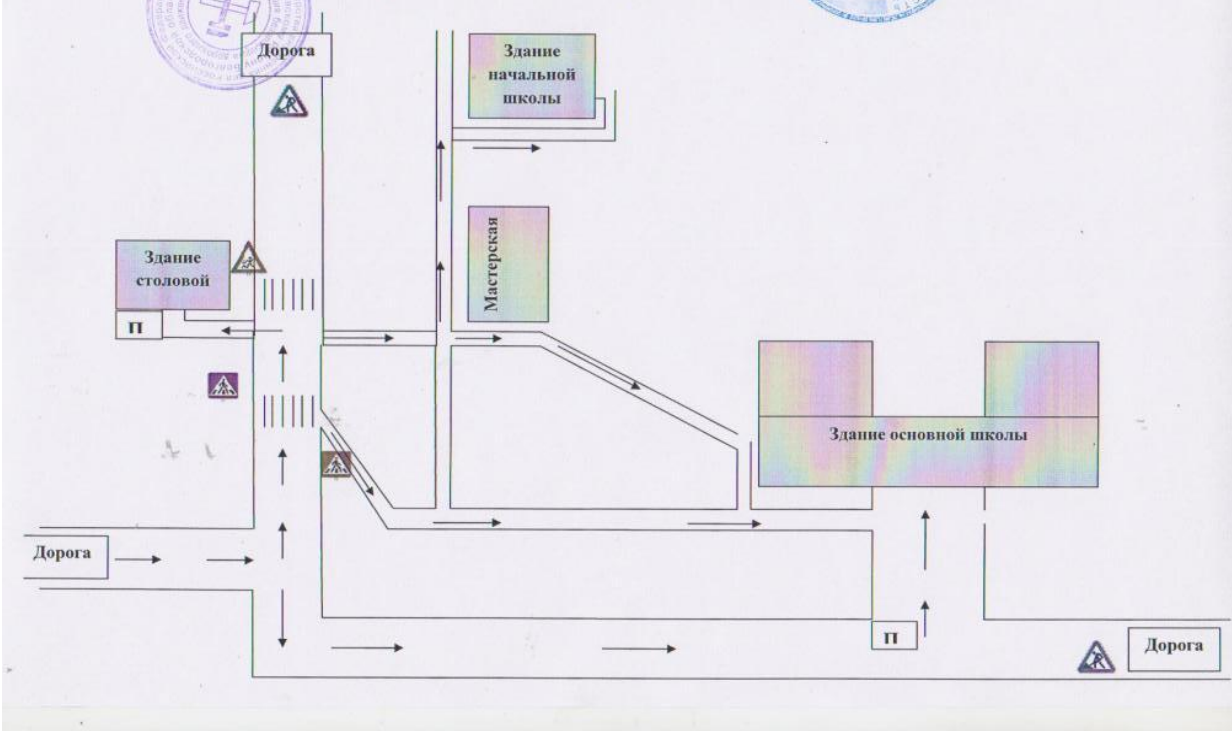 Дорога
Здание
начальной
школы
Мастерская
Здание
столовой
П
Здание основной школы
Дорога
П
Дорога